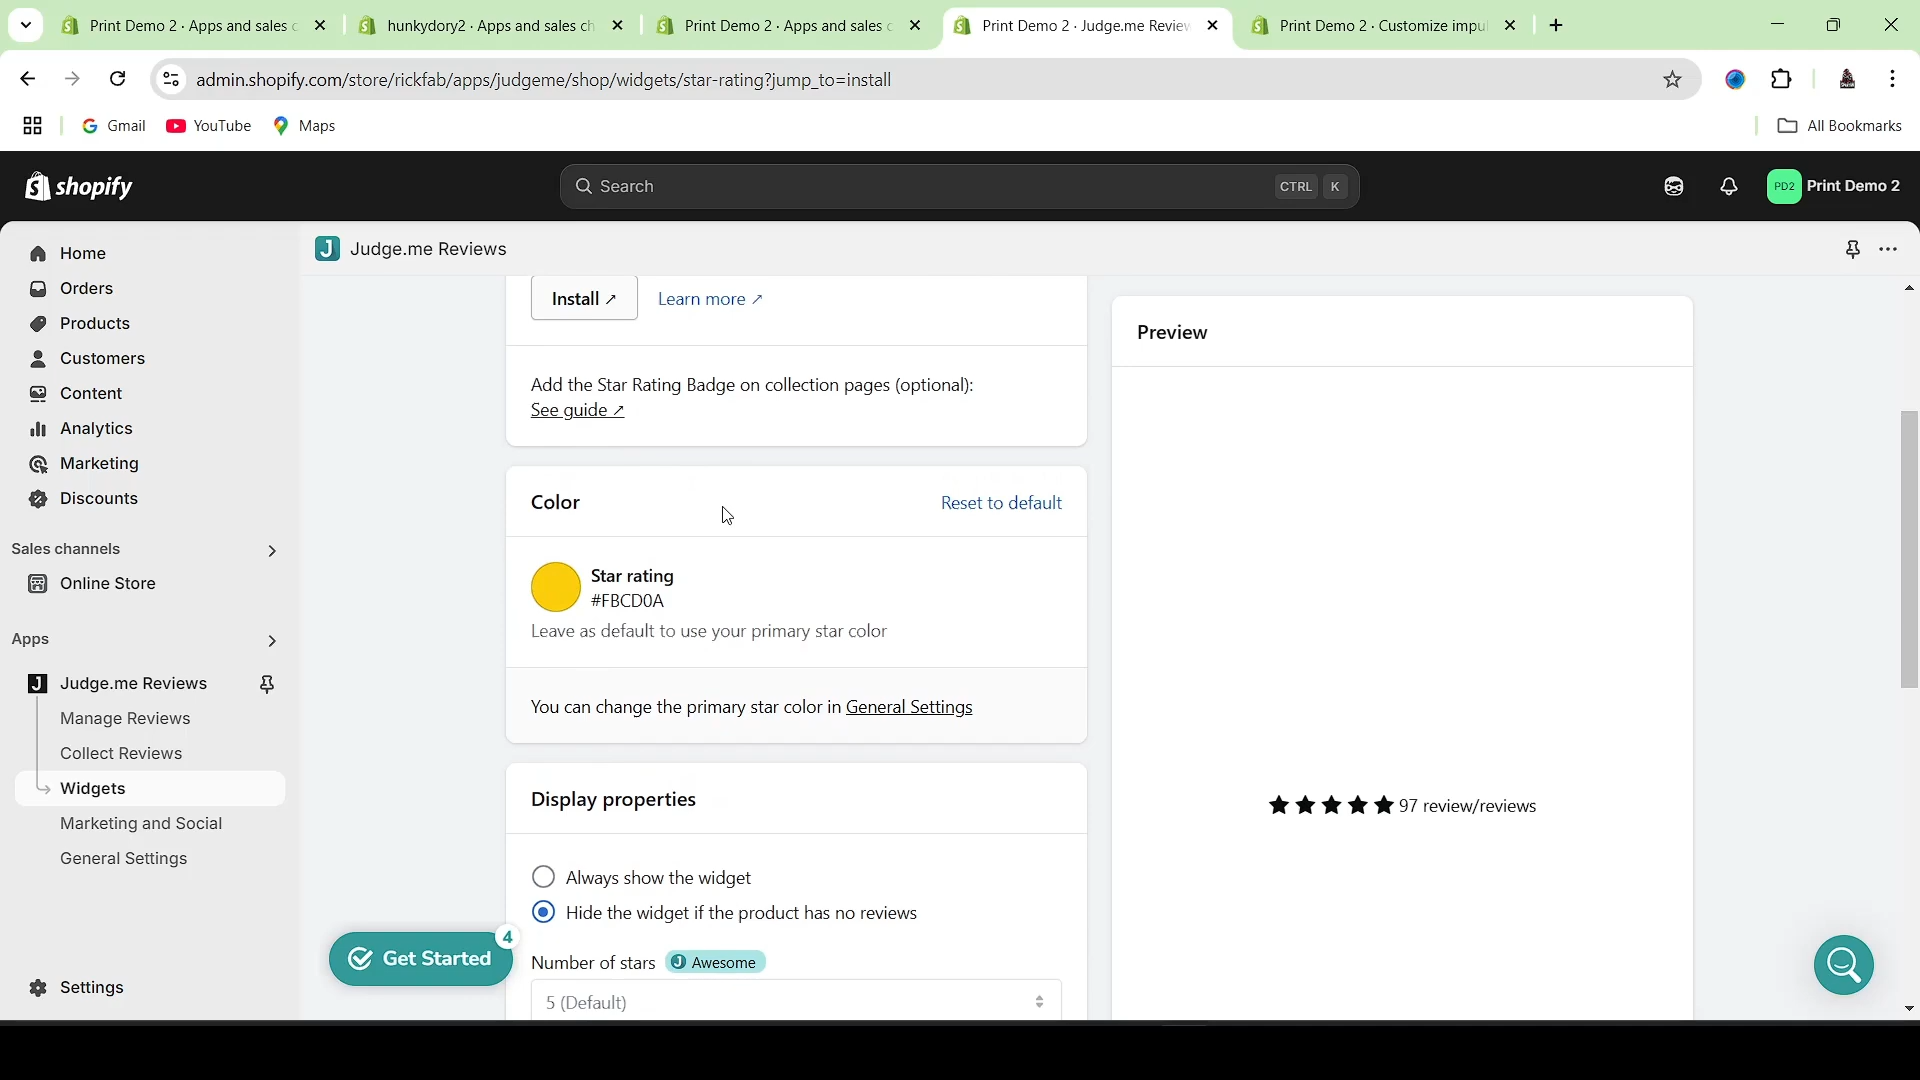 Print Demo 2 · Apps and sales c
hunkydory2 · Apps and sales ch
Print Demo 2 · Apps and sales c
Print Demo 2 · Judge.me Review
Print Demo 2 · Customize impul
admin.shopify.com/store/rickfab/apps/judgeme/shop/widgets/star-rating?jump_to=install
Gmail
YouTube
Maps
All Bookmarks
shopify
Search
CTRL
K
PD2
Print Demo 2
Home
Orders
Products
Customers
Content
Analytics
Marketing
Discounts
Sales channels
Online Store
Apps
Judge.me Reviews
Manage Reviews
Collect Reviews
Widgets
Marketing and Social
General Settings
Settings
J Judge.me Reviews
Install ↗
Learn more ↗
Add the Star Rating Badge on collection pages (optional):
See guide ↗
Color
Reset to default
Star rating
#FBCD0A
Leave as default to use your primary star color
You can change the primary star color in General Settings
Display properties
Always show the widget
Hide the widget if the product has no reviews
Number of stars
J Awesome
5 (Default)
Get Started
4
Preview
97 review/reviews